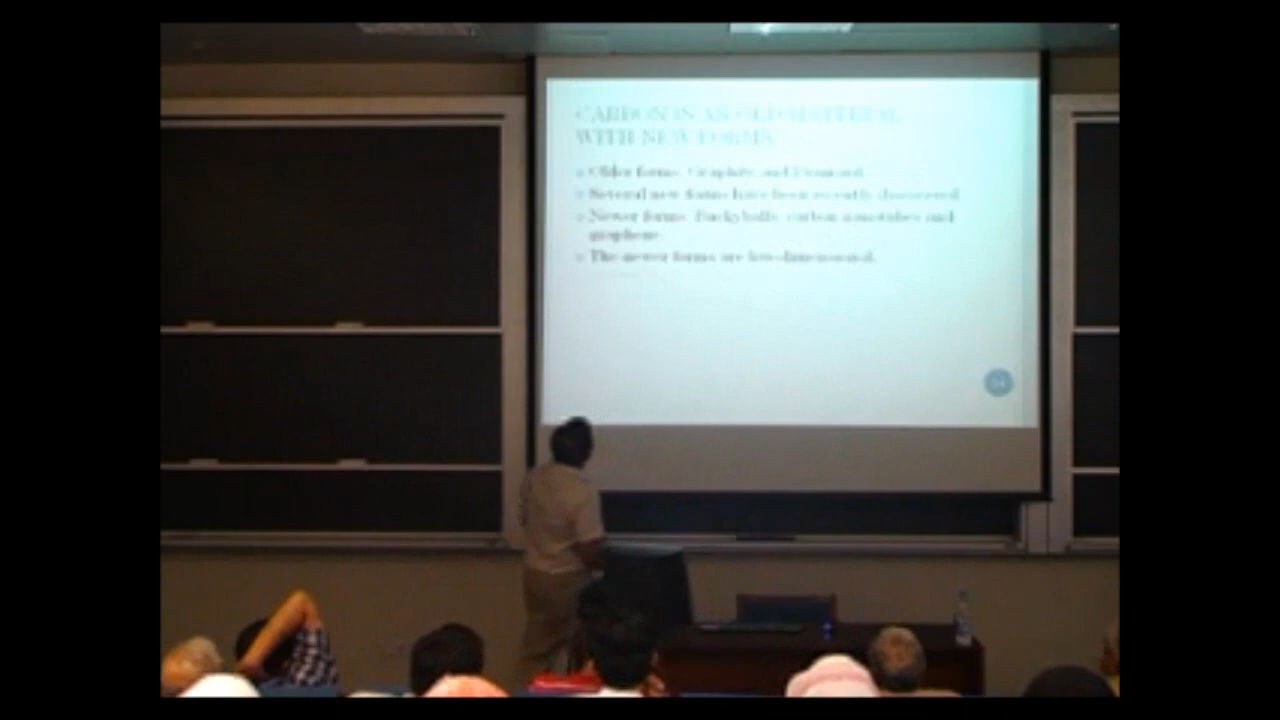 CARBON IS AN OLD MATERIAL
WITH NEW FORMS
Older forms: Graphite and Diamond.
Several new forms have been recently discovered.
Newer forms: Buckyballs, carbon nanotubes and
graphene.
The newer forms are low-dimensional.